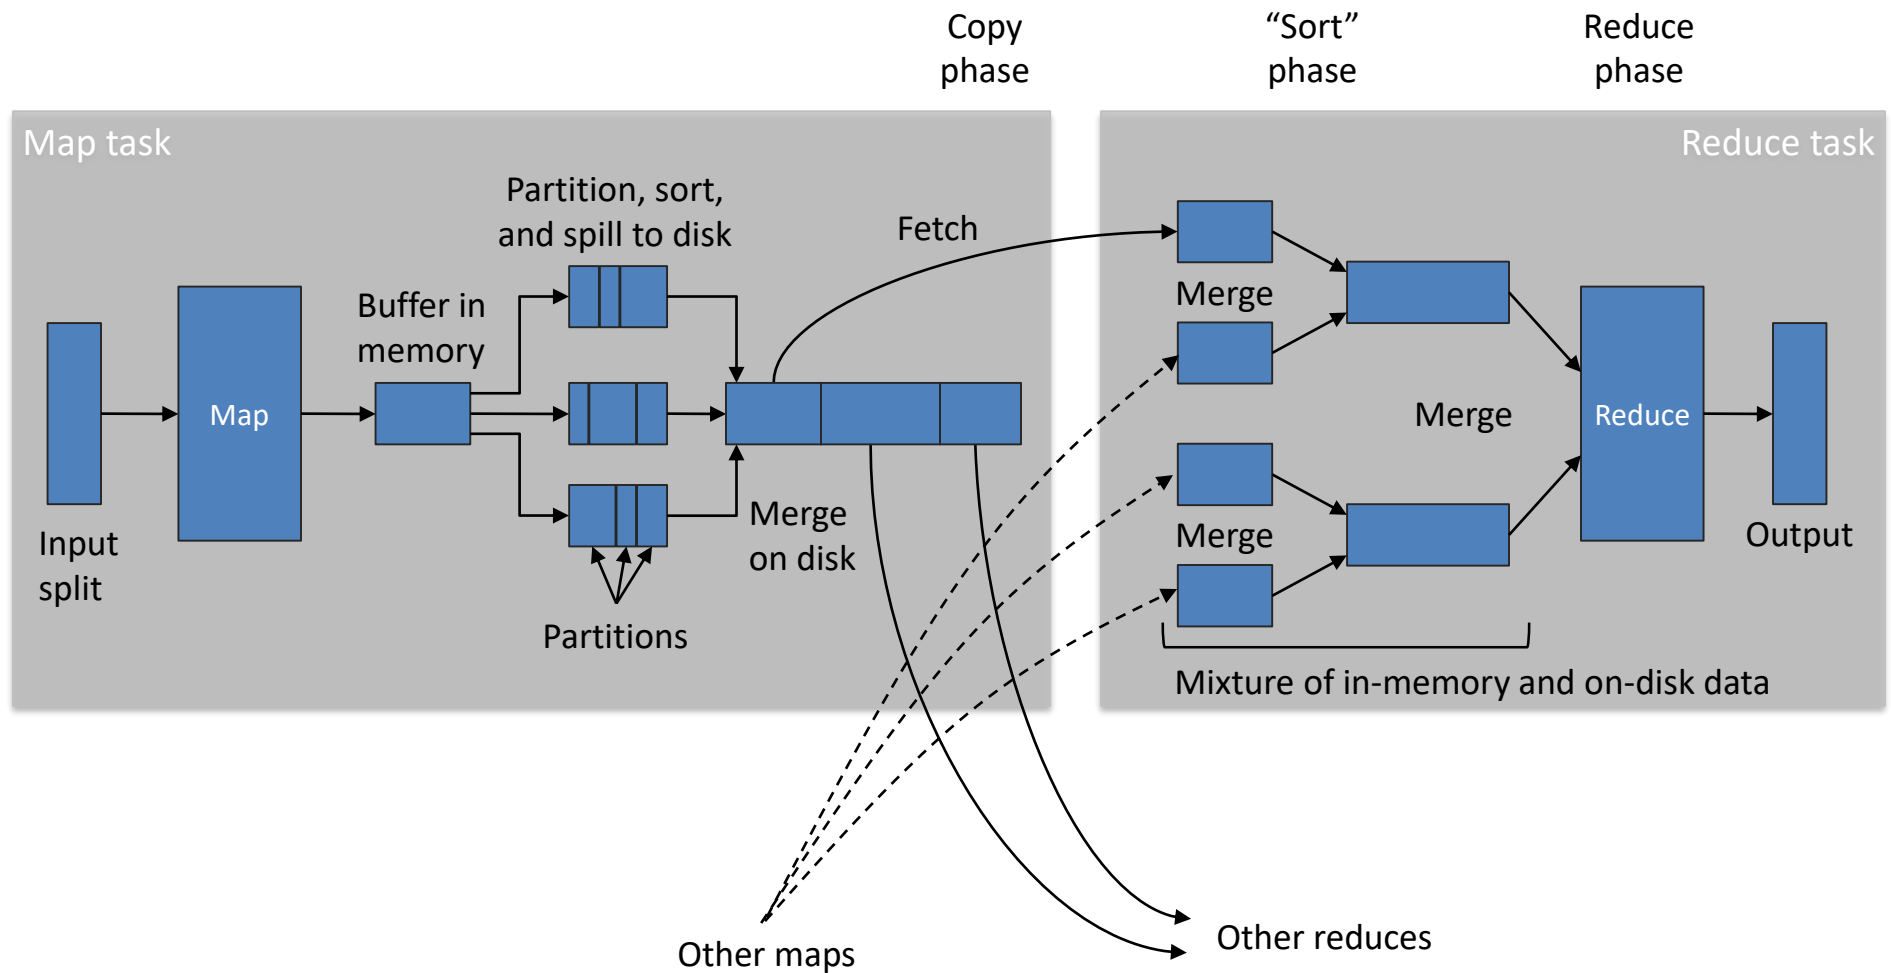 Copy
phase
“Sort”
phase
Reduce
phase
Map task
Reduce task
Partition, sort,
and spill to disk
Fetch
Buffer in
memory
Merge
Map
Merge
Reduce
Input
split
Merge
on disk
Merge
Output
Partitions
Mixture of in-memory and on-disk data
Other maps
Other reduces